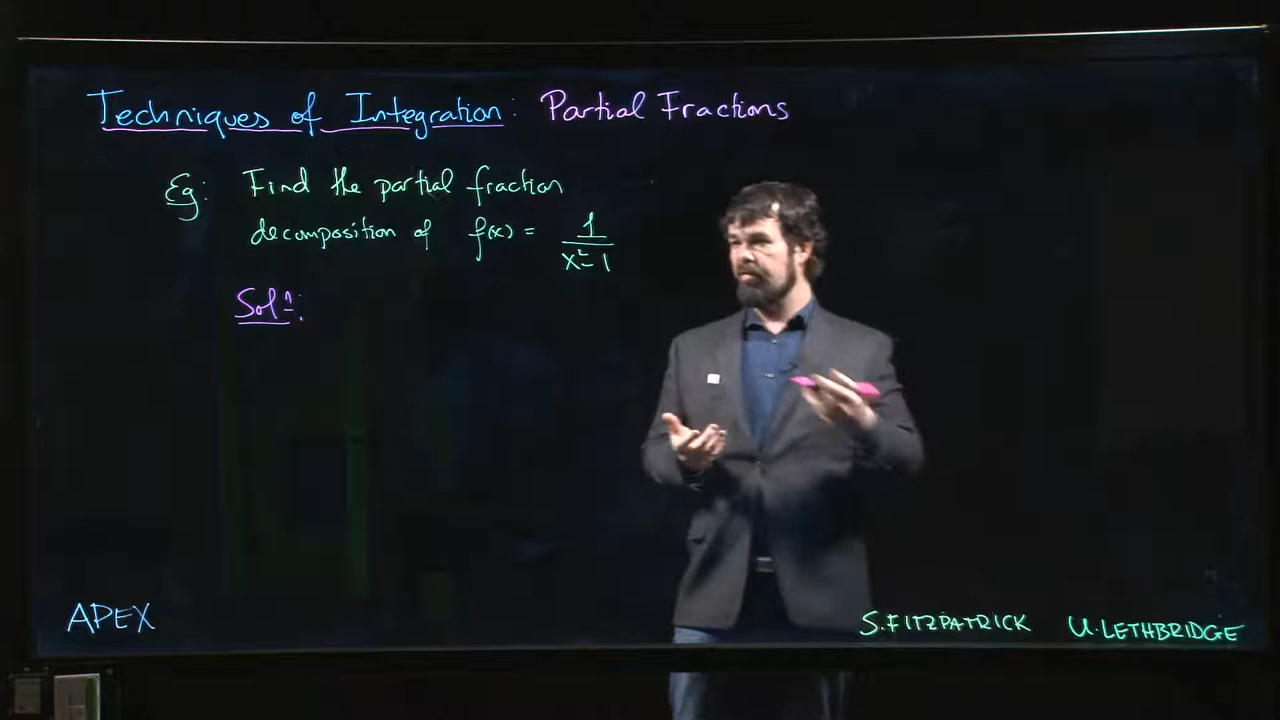 Techniques of Integration: Partial Fractions
Eg: Find the partial fraction
decomposition of f(x) = 1/(x²-1)
Solⁿ:
APEX
S.FITZPATRICK U.LETHBRIDGE